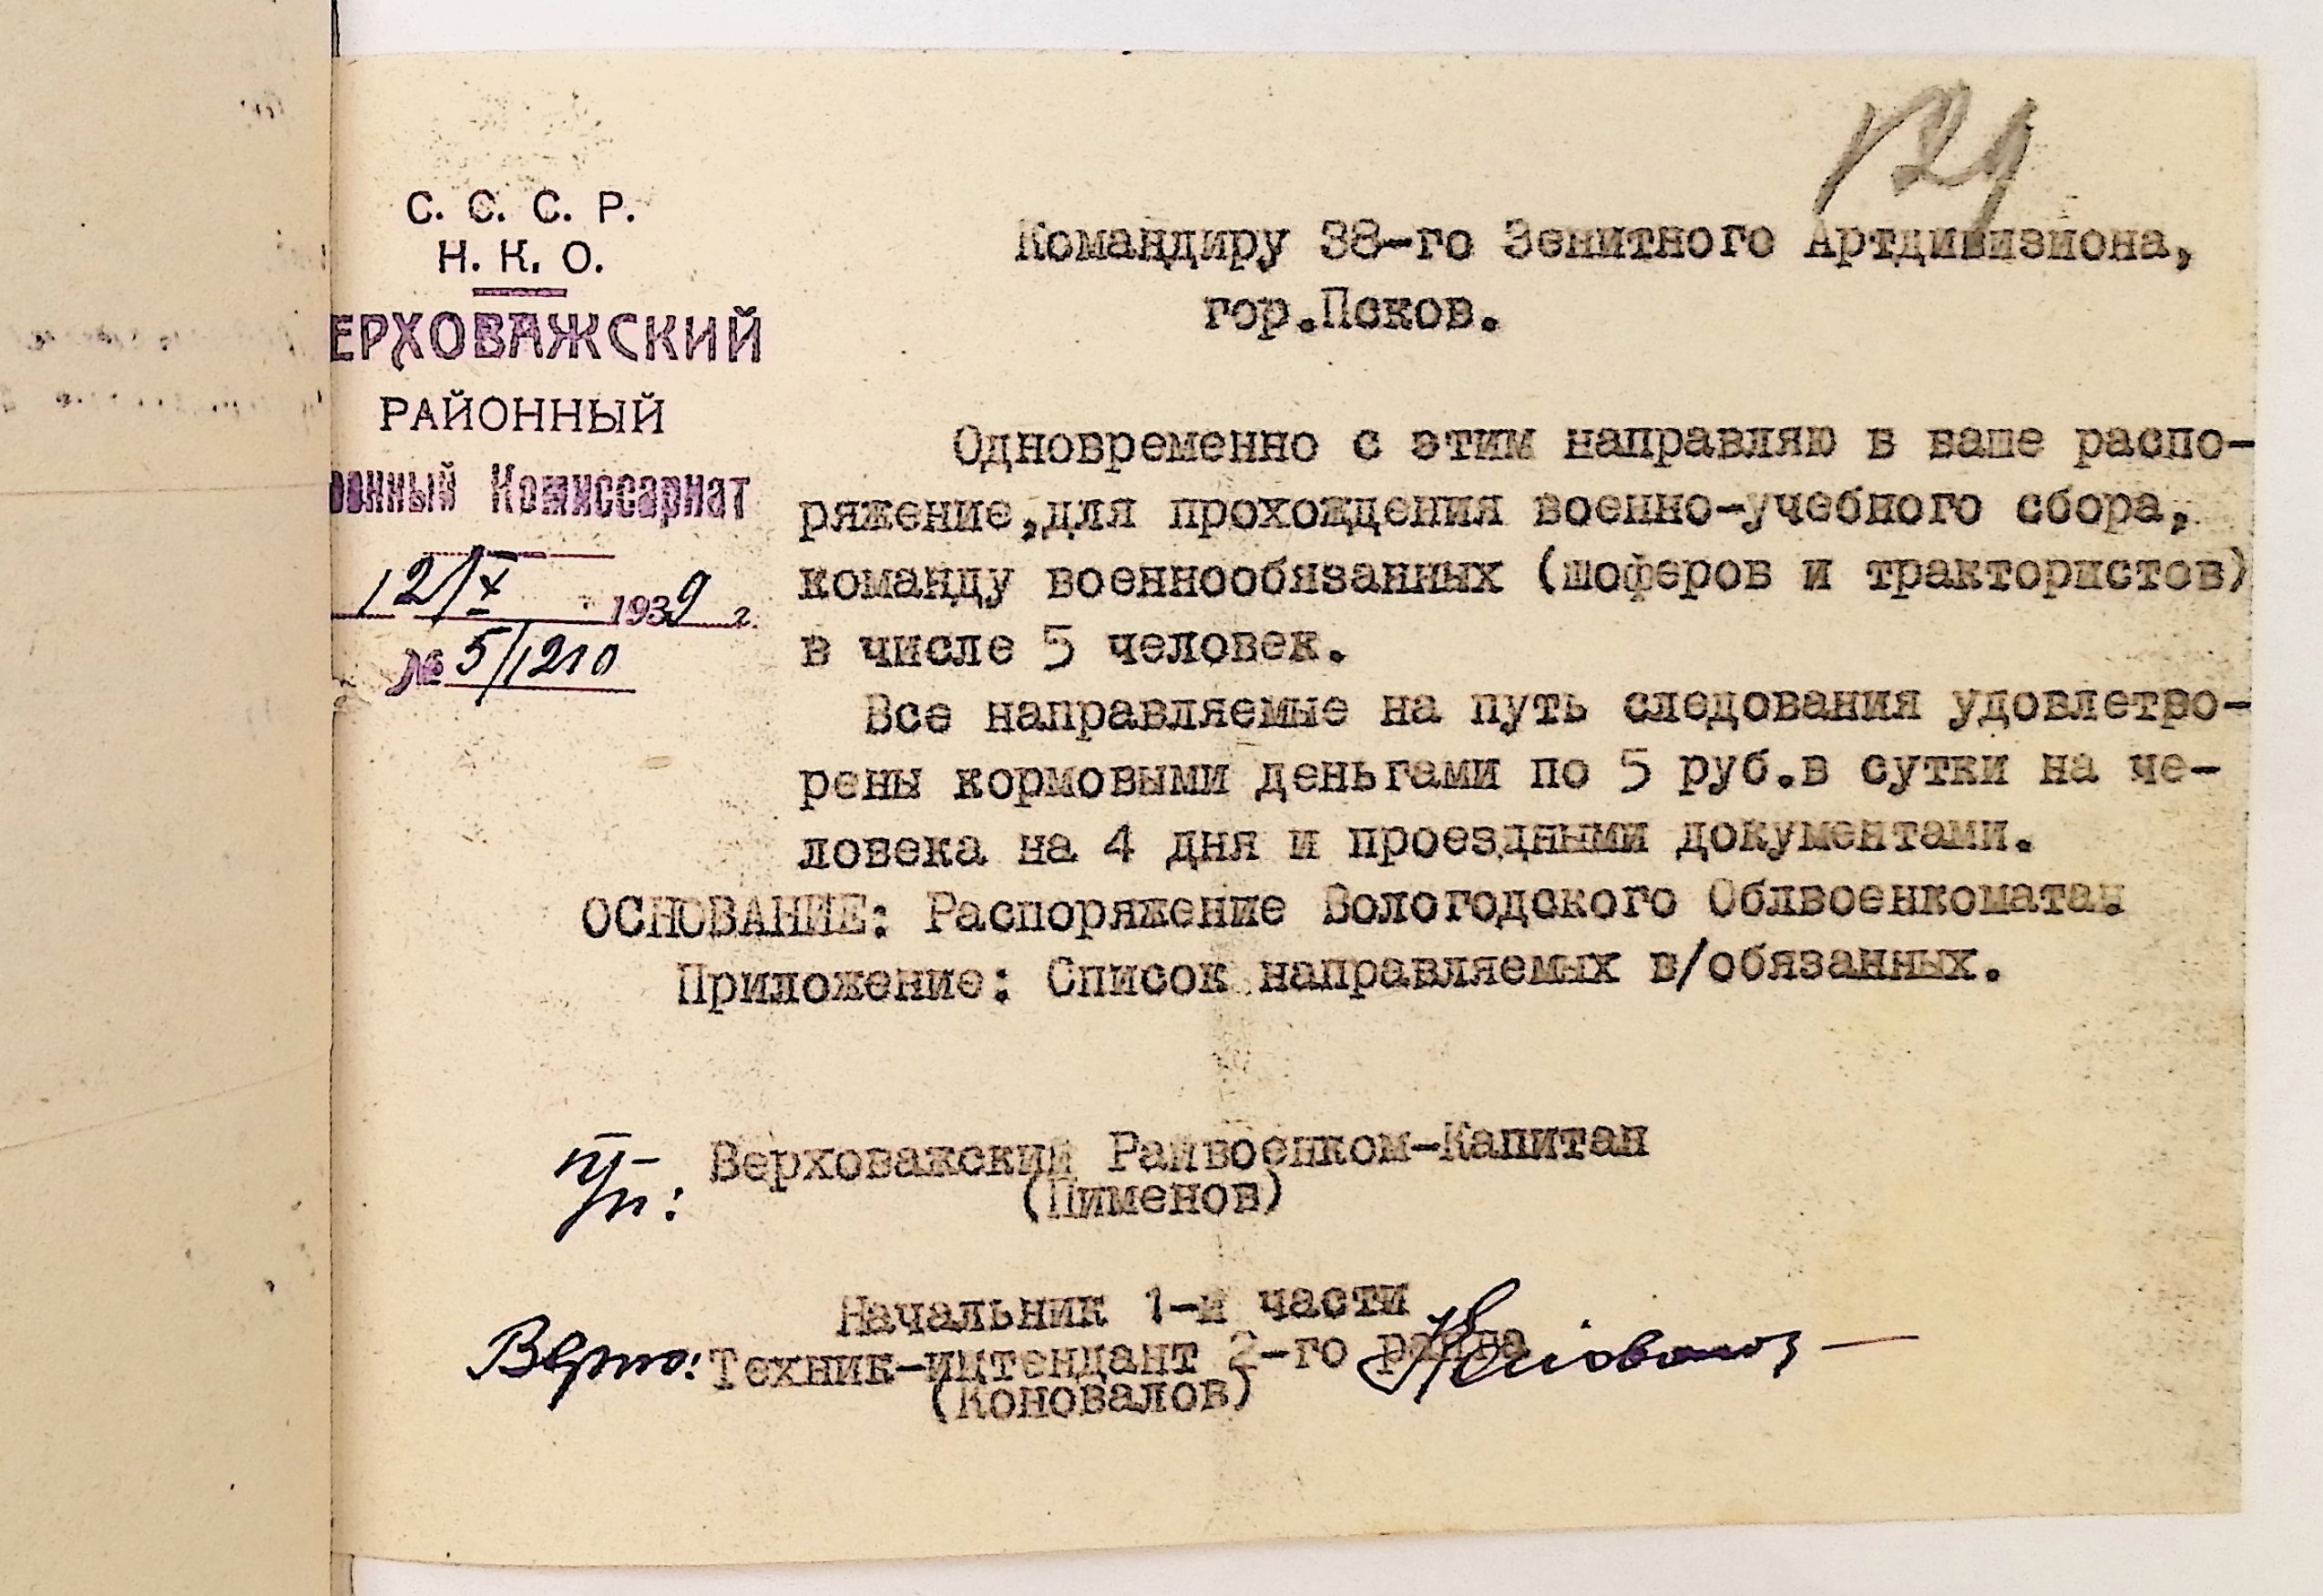 129
С. С. С. Р.
Н. К. О.
ЕРХОВАЖСКИЙ
РАЙОННЫЙ
оенный Комиссариат
12/X 1939 г.
№ 5/1210
Командиру 38-го Зенитного Артдивизиона,
гор.Псков.
Одновременно с этим направляю в ваше распо-
ряжение,для прохождения военно-учебного сбора,
команду военнообязанных (шоферов и трактористов)
в числе 5 человек.
Все направляемые на путь следования удовлетво-
рены кормовыми деньгами по 5 руб.в сутки на че-
ловека на 4 дня и проездными документами.
ОСНОВАНИЕ: Распоряжение Вологодского Облвоенкомата.
Приложение: Список направляемых в/обязанных.
п/п: Верховажский Райвоенком-Капитан
(Пименов)
Начальник 1-й части
Верно: Техник-интендант 2-го ранга Коновалов
(Коновалов)